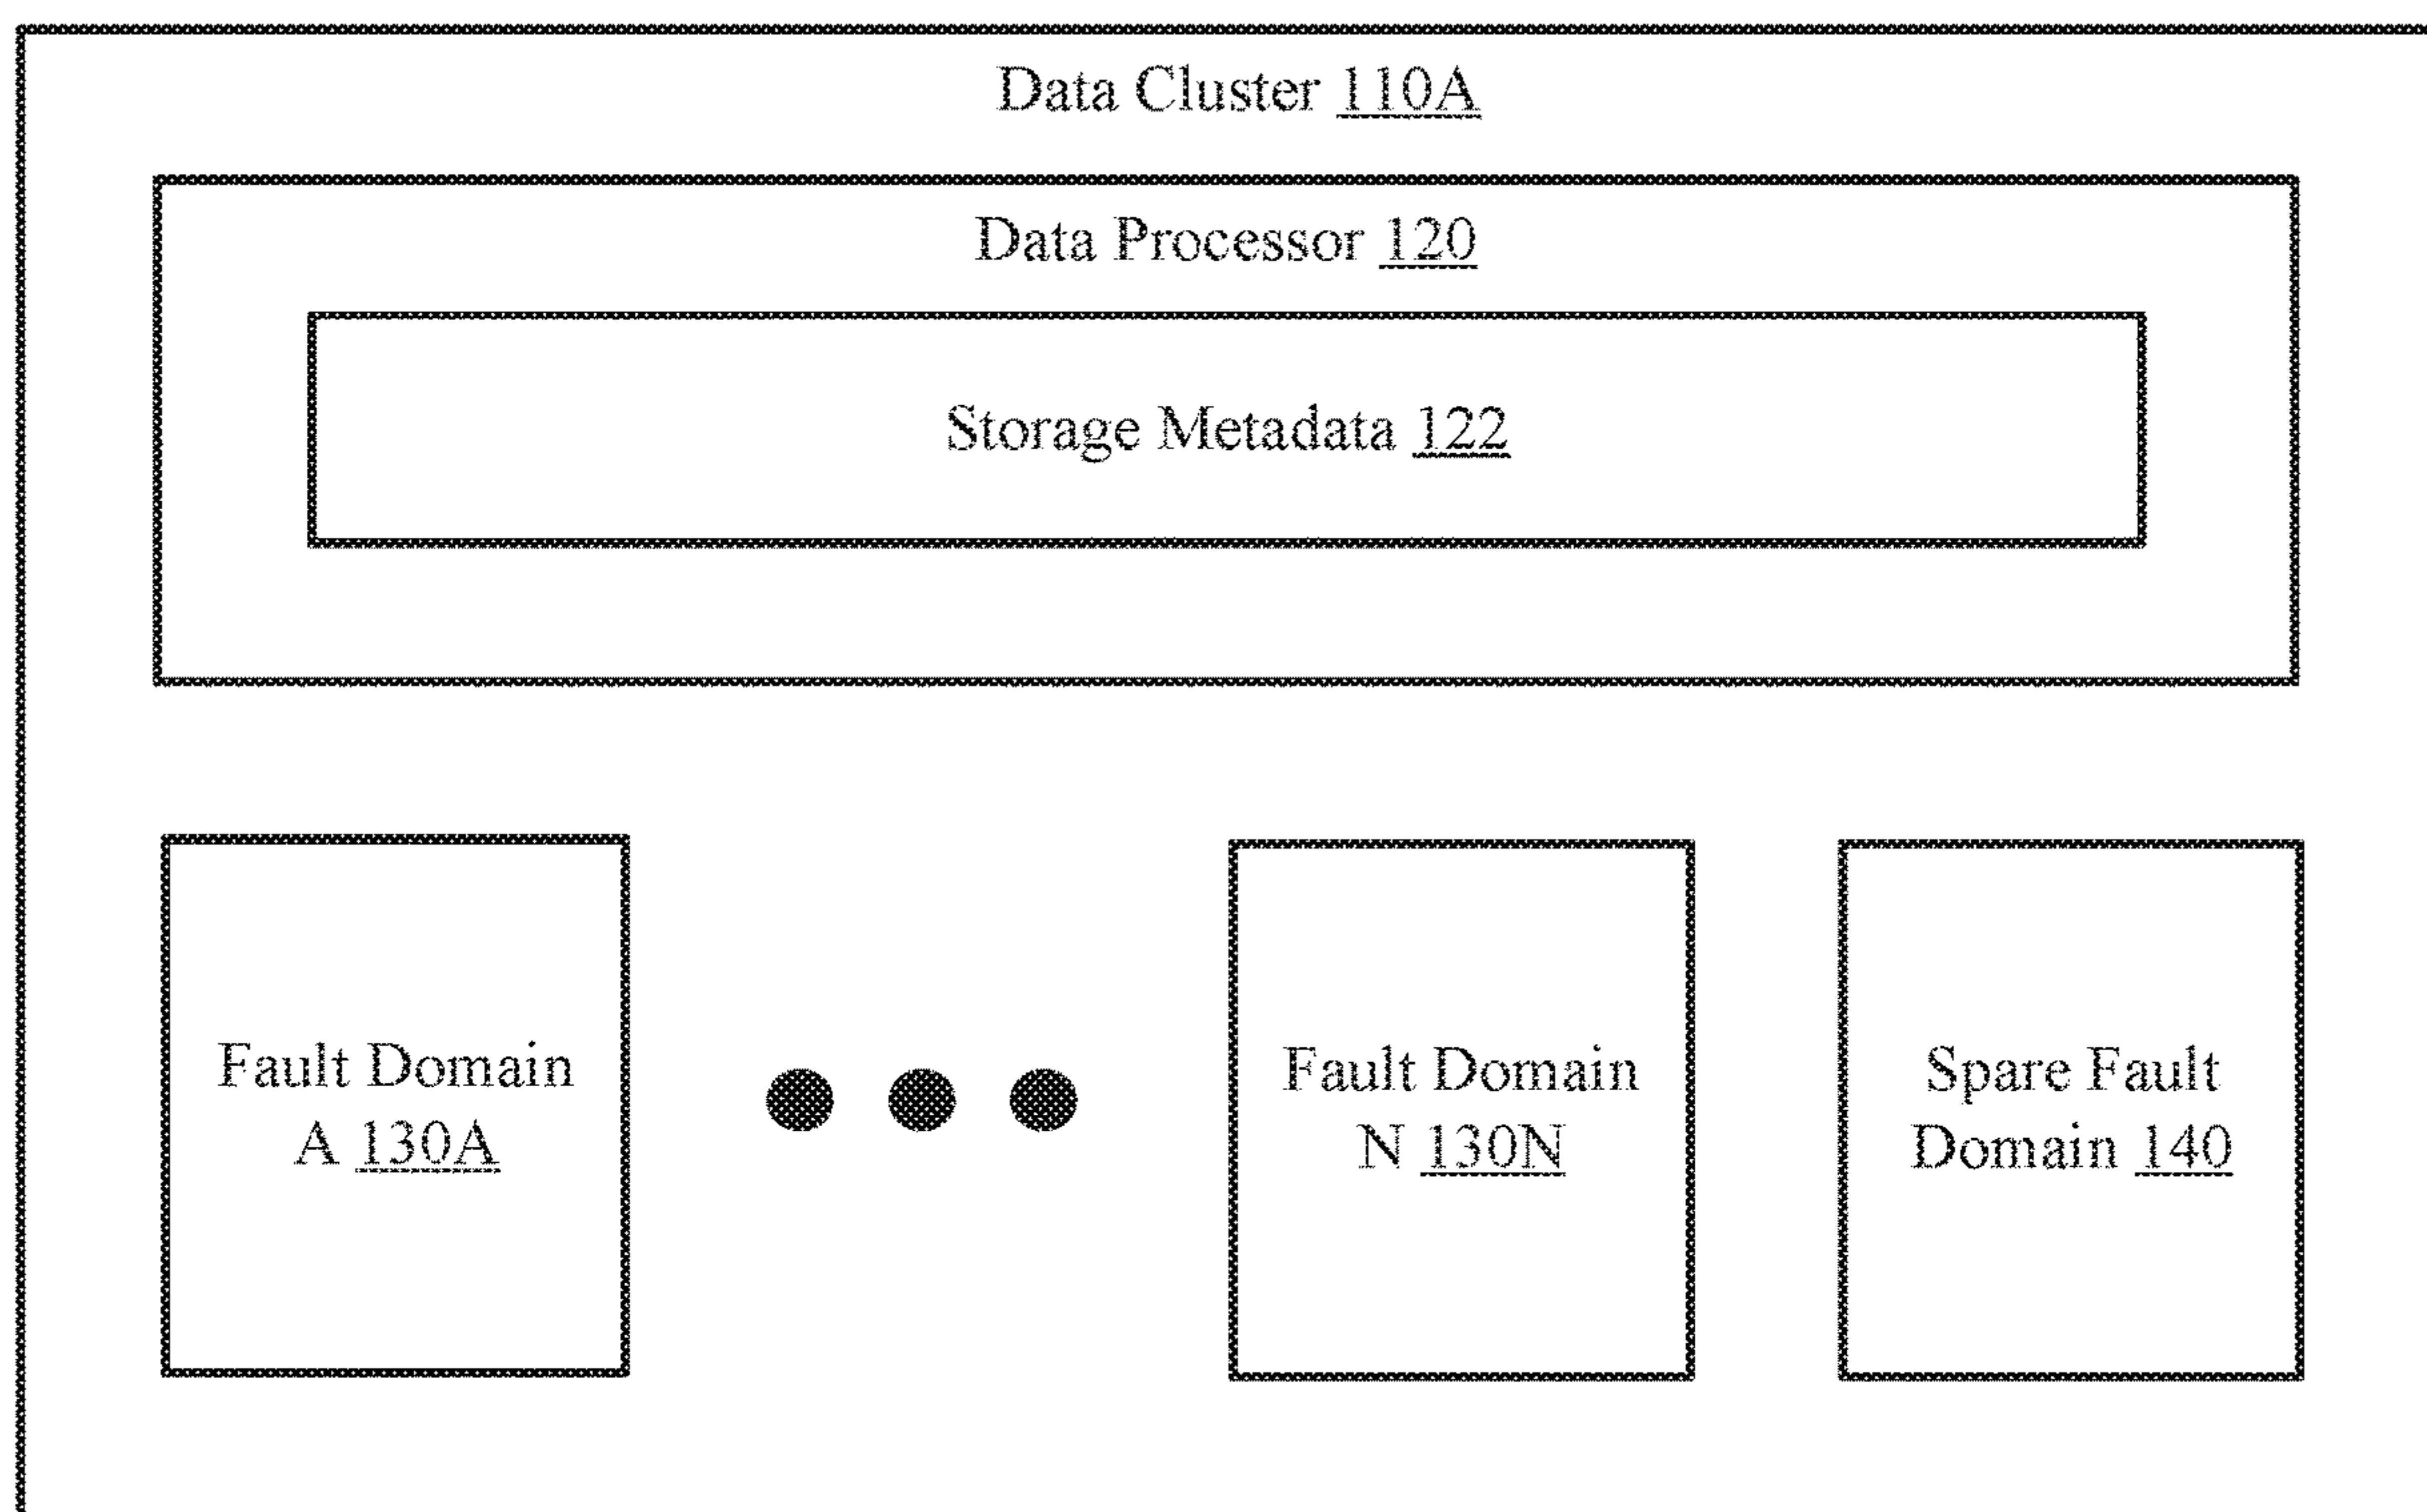 Data Cluster 110A
Data Processor 120
Storage Metadata 122
Fault Domain
A 130A
Fault Domain
N 130N
Spare Fault
Domain 140